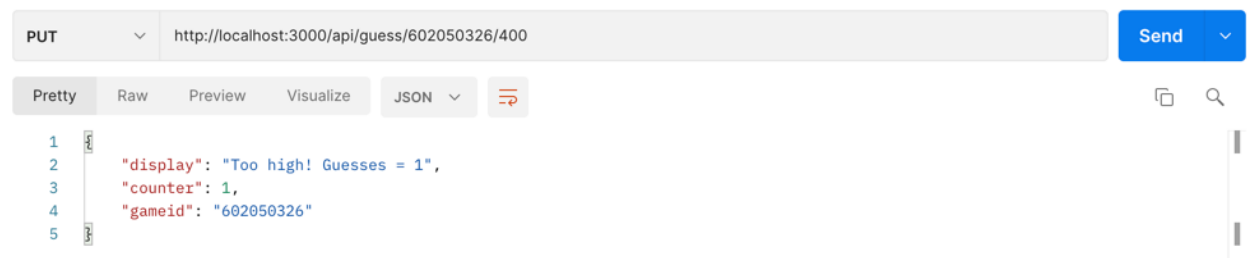 PUT http://localhost:3000/api/guess/602050326/400 Send
Pretty Raw Preview Visualize JSON
1 {
2 "display": "Too high! Guesses = 1",
3 "counter": 1,
4 "gameid": "602050326"
5 }